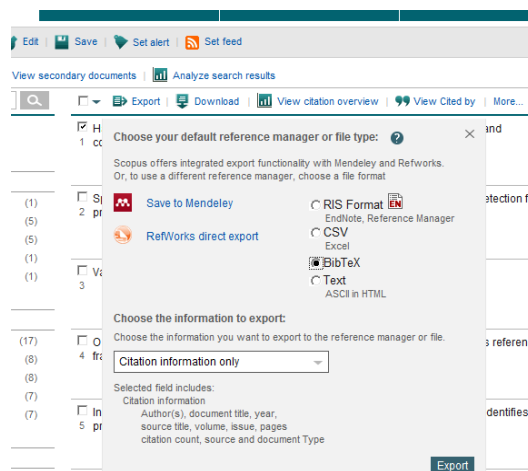 Edit | Save | Set alert | Set feed
View secondary documents | Analyze search results
Export | Download | View citation overview | View Cited by | More...
Choose your default reference manager or file type: ?
and
1
Scopus offers integrated export functionality with Mendeley and Refworks.
Or, to use a different reference manager, choose a file format
Save to Mendeley
RefWorks direct export
RIS Format EN
EndNote, Reference Manager
CSV
Excel
BibTeX
Text
ASCII in HTML
Choose the information to export:
Choose the information you want to export to the reference manager or file.
Citation information only
Selected field includes:
Citation information
Author(s), document title, year,
source title, volume, issue, pages
citation count, source and document Type
Export
(1)
(5)
(5)
(1)
(1)
(17)
(8)
(8)
(7)
(7)
2
3
4
5